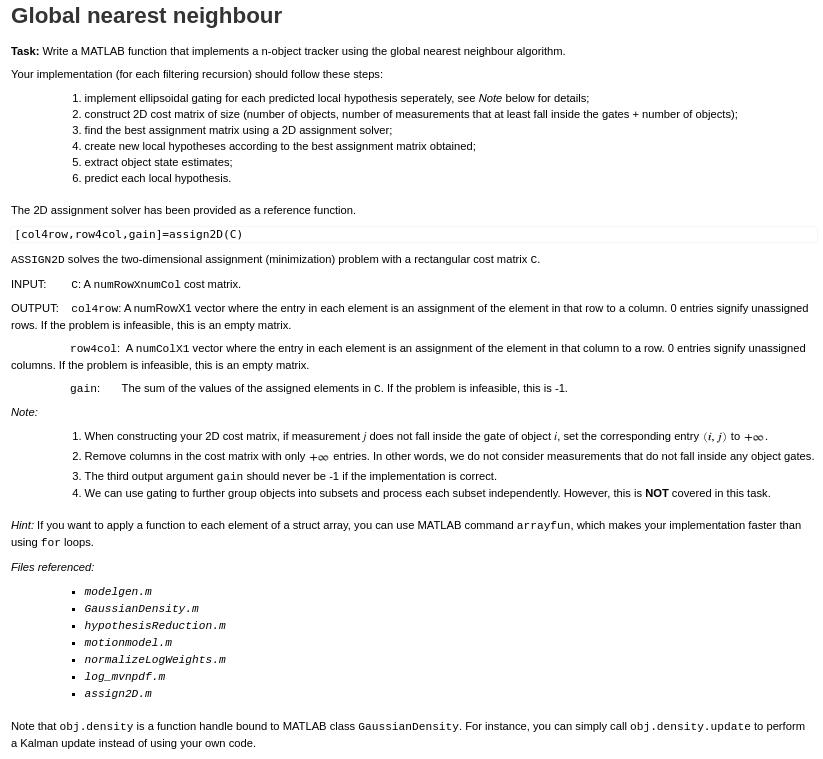 Global nearest neighbour
Task: Write a MATLAB function that implements a n-object tracker using the global nearest neighbour algorithm.
Your implementation (for each filtering recursion) should follow these steps:
1. implement ellipsoidal gating for each predicted local hypothesis seperately, see Note below for details;
2. construct 2D cost matrix of size (number of objects, number of measurements that at least fall inside the gates + number of objects);
3. find the best assignment matrix using a 2D assignment solver;
4. create new local hypotheses according to the best assignment matrix obtained;
5. extract object state estimates;
6. predict each local hypothesis.
The 2D assignment solver has been provided as a reference function.
[col4row,row4col,gain]=assign2D(C)
ASSIGN2D solves the two-dimensional assignment (minimization) problem with a rectangular cost matrix C.
INPUT: C: A numRowXnumCol cost matrix.
OUTPUT: col4row: A numRowX1 vector where the entry in each element is an assignment of the element in that row to a column. 0 entries signify unassigned
rows. If the problem is infeasible, this is an empty matrix.
row4col: A numColX1 vector where the entry in each element is an assignment of the element in that column to a row. 0 entries signify unassigned
columns. If the problem is infeasible, this is an empty matrix.
gain: The sum of the values of the assigned elements in C. If the problem is infeasible, this is -1.
Note:
1. When constructing your 2D cost matrix, if measurement j does not fall inside the gate of object i, set the corresponding entry (i, j) to +∞.
2. Remove columns in the cost matrix with only +∞ entries. In other words, we do not consider measurements that do not fall inside any object gates.
3. The third output argument gain should never be -1 if the implementation is correct.
4. We can use gating to further group objects into subsets and process each subset independently. However, this is NOT covered in this task.
Hint: If you want to apply a function to each element of a struct array, you can use MATLAB command arrayfun, which makes your implementation faster than
using for loops.
Files referenced:
▪ modelgen.m
▪ GaussianDensity.m
▪ hypothesisReduction.m
▪ motionmodel.m
▪ normalizeLogWeights.m
▪ log_mvnpdf.m
▪ assign2D.m
Note that obj.density is a function handle bound to MATLAB class GaussianDensity. For instance, you can simply call obj.density.update to perform
a Kalman update instead of using your own code.